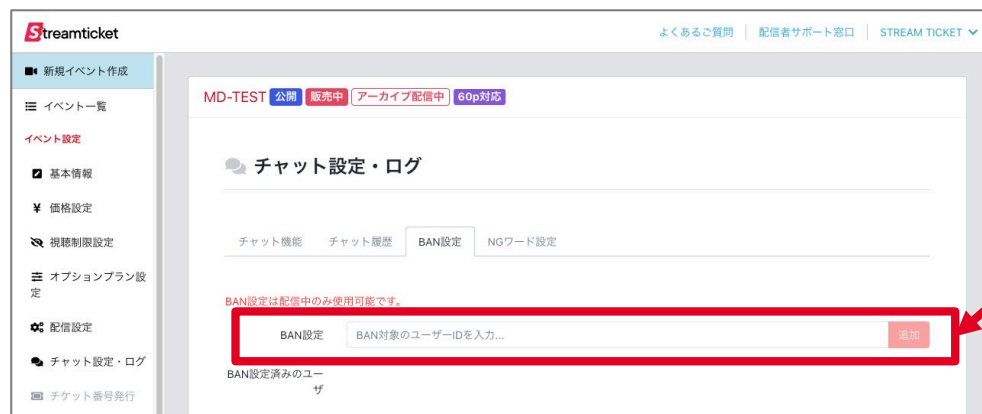 Streamticket
よくあるご質問 配信者サポート窓口 STREAM TICKET
新規イベント作成
イベント一覧
イベント設定
基本情報
¥ 価格設定
視聴制限設定
オプションプラン設
定
配信設定
チャット設定・ログ
チケット番号発行
MD-TEST 公開 販売中 アーカイブ配信中 60p対応
チャット設定・ログ
チャット機能 チャット履歴 BAN設定 NGワード設定
BAN設定は配信中のみ使用可能です。
BAN設定 BAN対象のユーザーIDを入力... 追加
BAN設定済みのユー
ザ